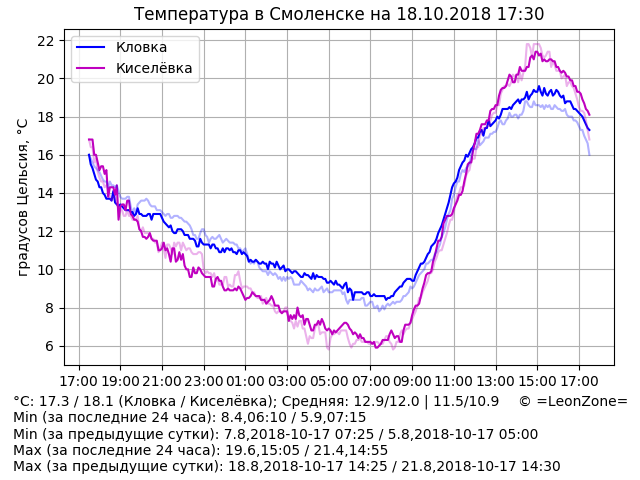 Температура в Смоленске на 18.10.2018 17:30
Кловка
Киселёвка
градусов Цельсия, °C
22
20
18
16
14
12
10
8
6
17:00 19:00 21:00 23:00 01:00 03:00 05:00 07:00 09:00 11:00 13:00 15:00 17:00
°C: 17.3 / 18.1 (Кловка / Киселёвка); Средняя: 12.9/12.0 | 11.5/10.9 © =LeonZone=
Min (за последние 24 часа): 8.4,06:10 / 5.9,07:15
Min (за предыдущие сутки): 7.8,2018-10-17 07:25 / 5.8,2018-10-17 05:00
Max (за последние 24 часа): 19.6,15:05 / 21.4,14:55
Max (за предыдущие сутки): 18.8,2018-10-17 14:25 / 21.8,2018-10-17 14:30